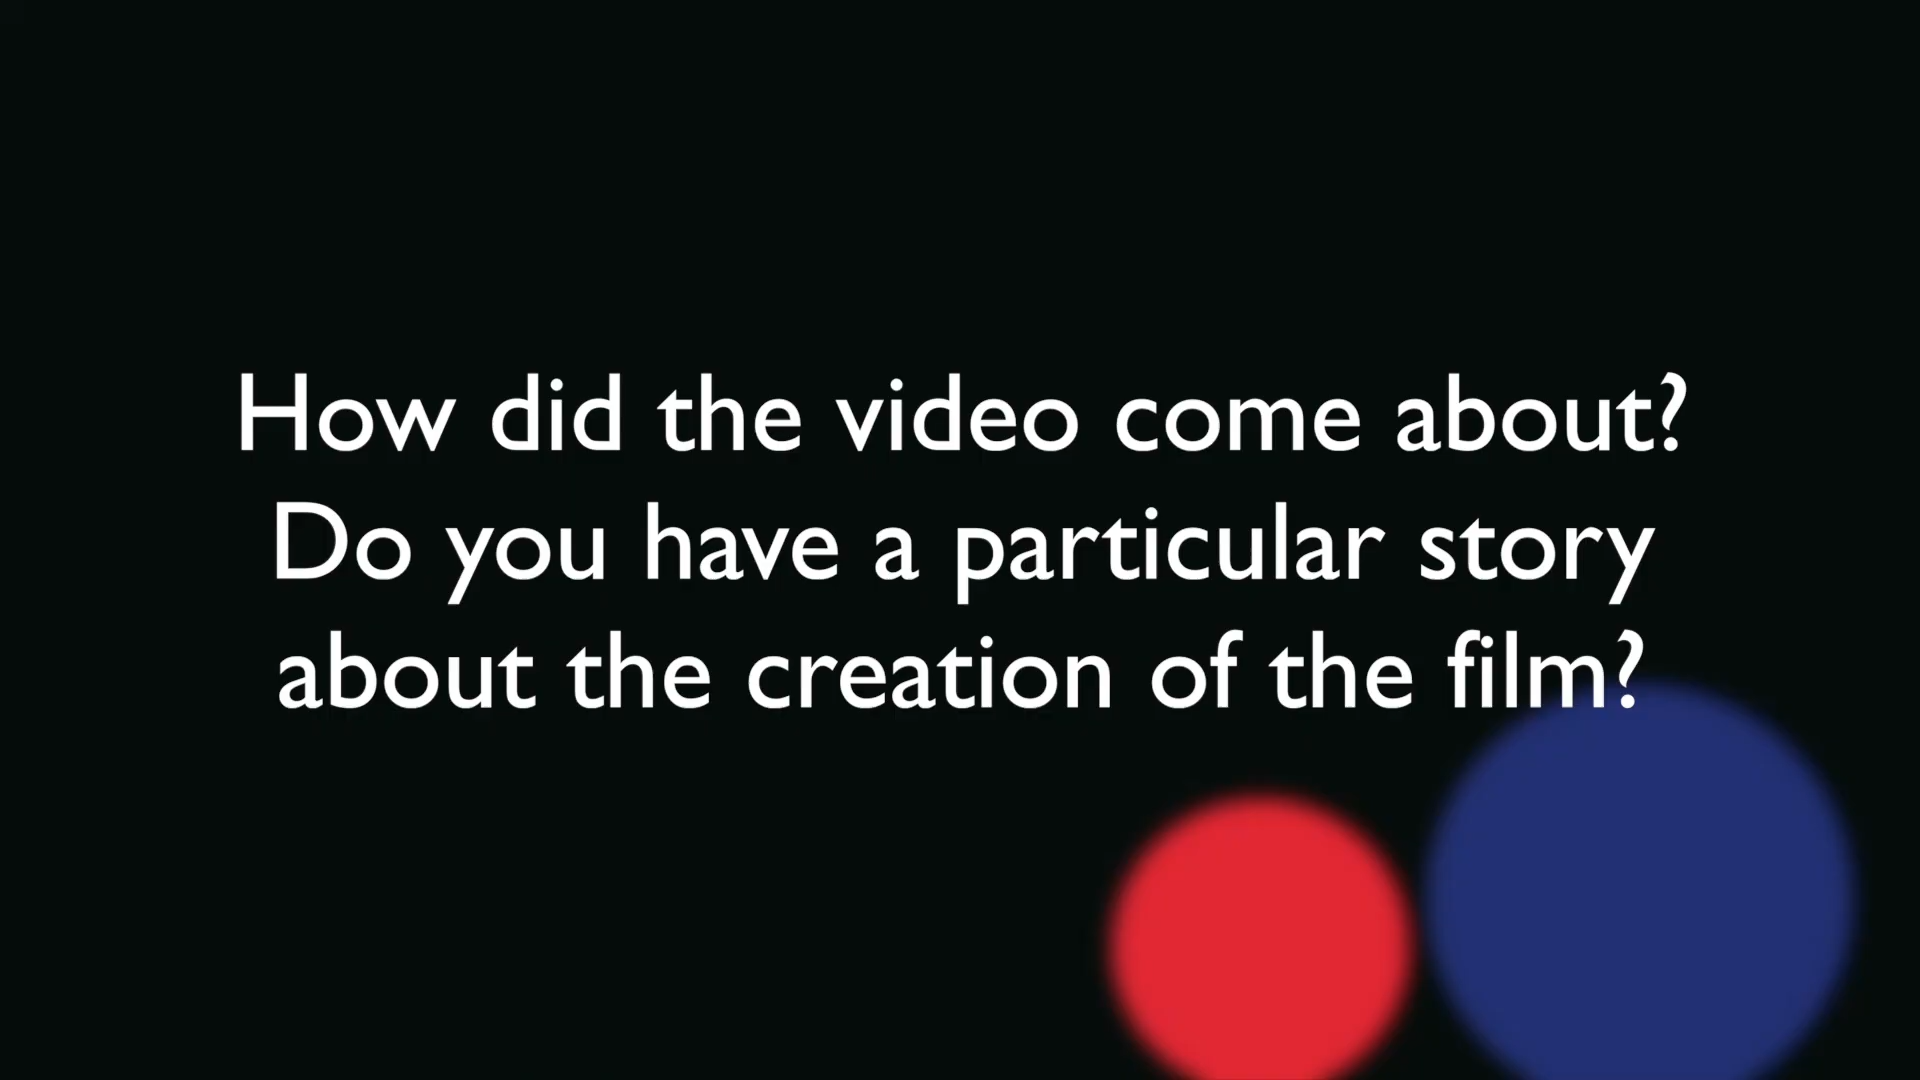 How did the video come about?
Do you have a particular story
about the creation of the film?